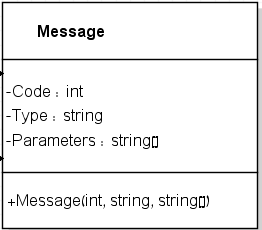 Message
-Code : int
-Type : string
-Parameters : string[]
+Message(int, string, string[])